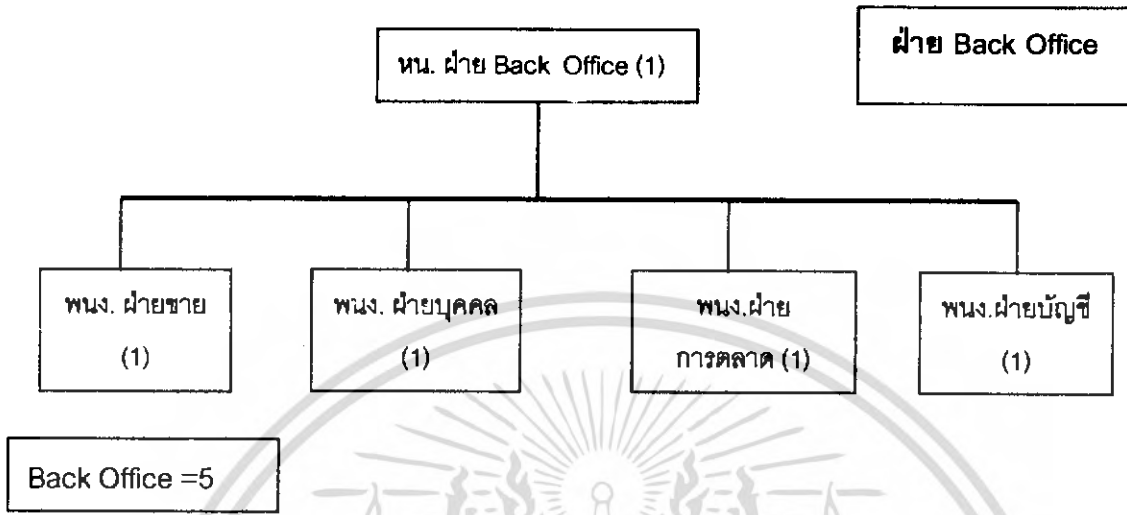 ฝ่าย Back Office
หน. ฝ่าย Back Office (1)
พนง. ฝ่ายขาย
(1)
พนง. ฝ่ายบุคคล
(1)
พนง.ฝ่าย
การตลาด (1)
พนง.ฝ่ายบัญชี
(1)
Back Office =5